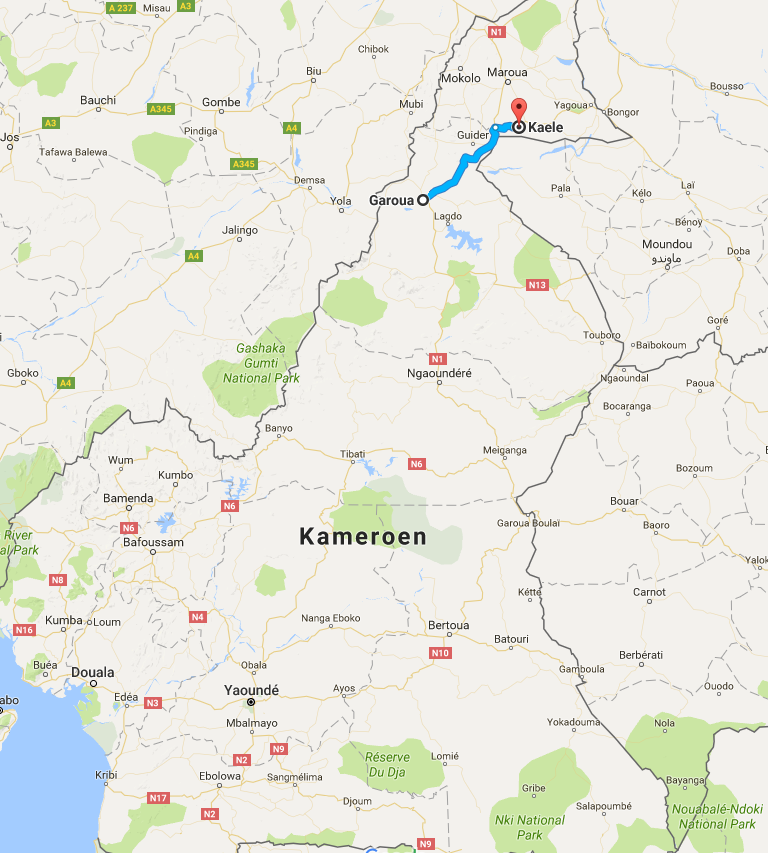 A 237
Misau
A3
N1
Chibok
Biu
Mokolo
Maroua
Bousso
Bauchi
Gombe
A345
Mubi
Yagoua
Bongor
A3
Pindiga
A4
Guider
Kaele
Jos
Tafawa Balewa
A345
Demsa
Yola
Garoua
Pala
Kélo
Laï
Lagdo
Bénoy
Jalingo
Moundou
موندو
Doba
A4
N13
Goré
Touboro
Baïbokoum
Gashaka
Gumti
National Park
N1
Ngaoundéré
Ngaoundal
Paoua
Gboko
A4
Bocaranga
Banyo
Tibati
N6
Meiganga
Wum
Kumbo
Bozoum
Bamenda
N6
Bouar
N6
Garoua Boulaï
Baoro
River
al Park
Bafoussam
Kameroen
Yalok
N8
Kétté
Carnot
N16
Kumba
Loum
N4
Nanga Eboko
Bertoua
Batouri
N10
Berbérati
Buéa
Douala
Obala
Gamboula
abo
Edéa
N3
Yaoundé
Ayos
Ouodo
Mbalmayo
Yokadouma
Nola
N9
N2
Réserve
Du Dja
Lomié
Kribi
Ebolowa
Sangmélima
Bayanga
Gribe
N17
N2
Djoum
Salapoumbé
Nki National
Park
Nouabalé-Ndoki
National Park
N9